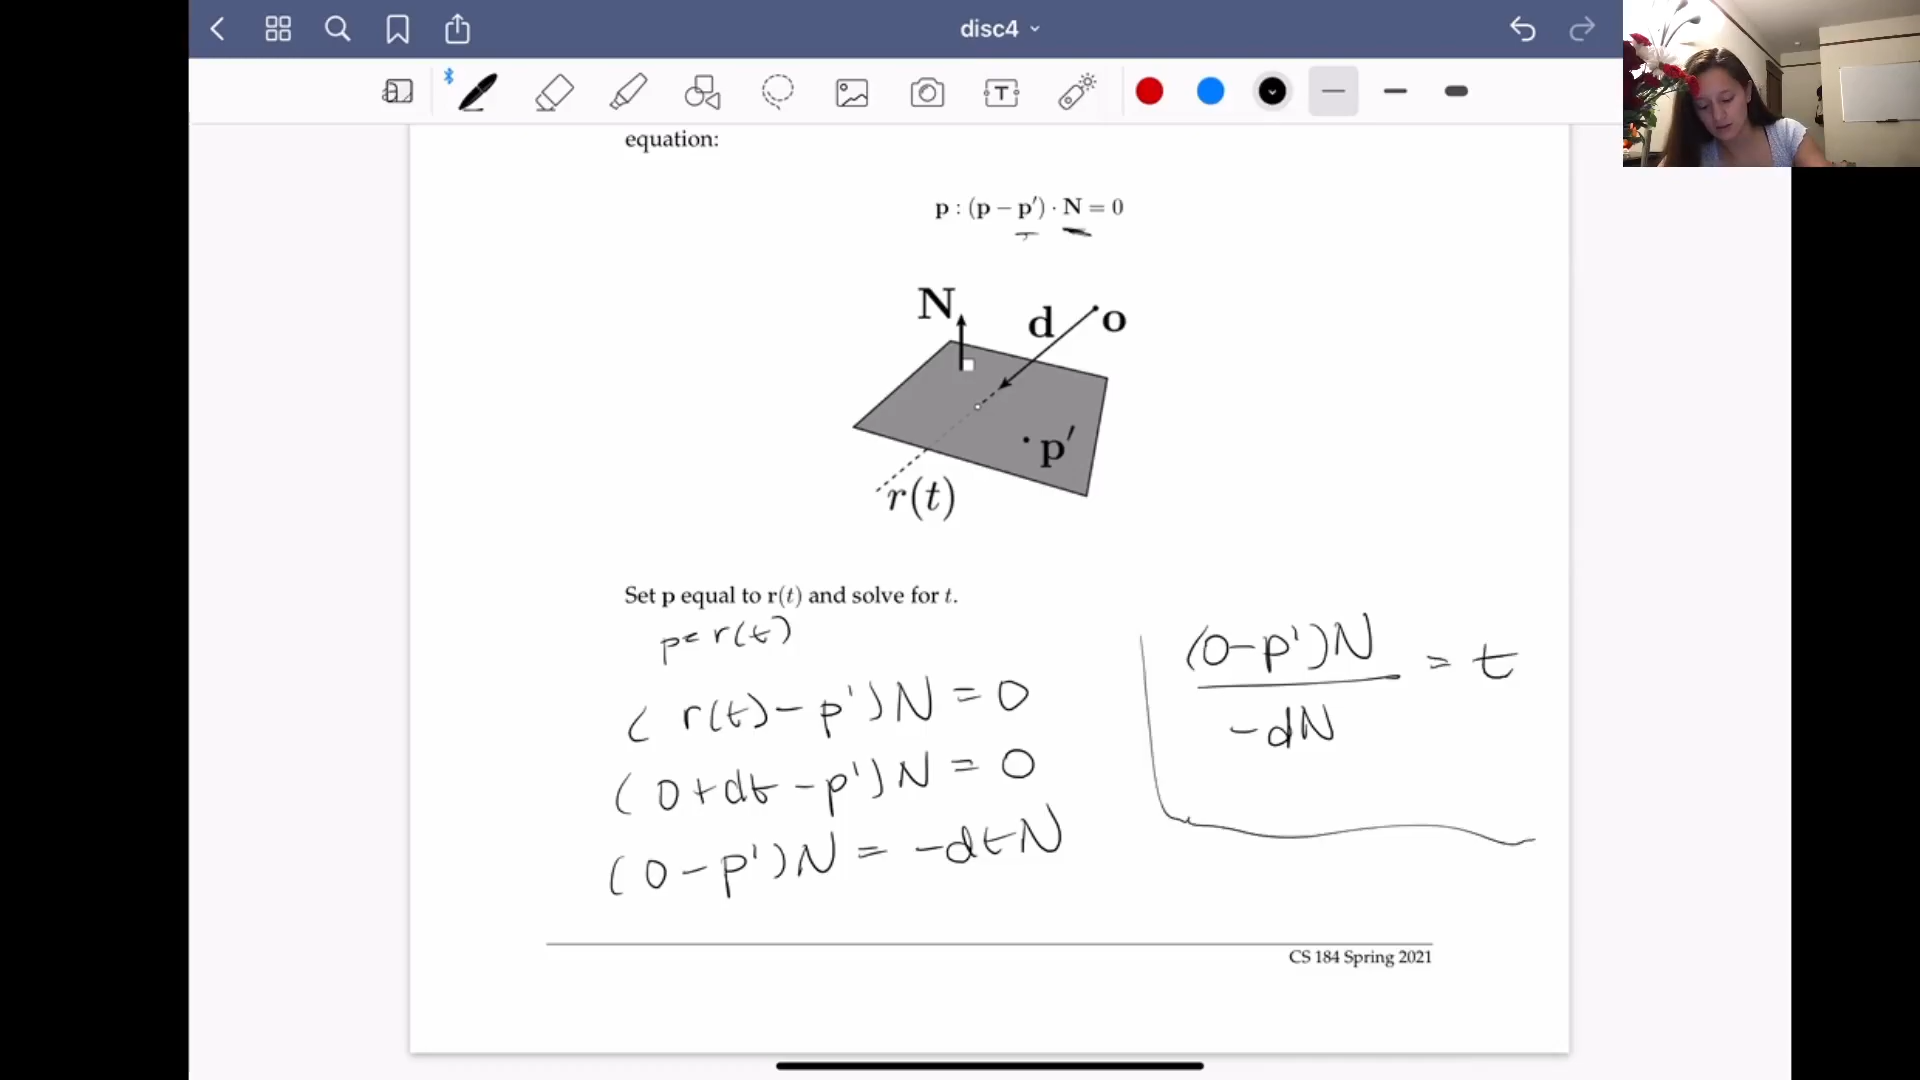 disc4
T
equation:
p : (p − p′) · N = 0
N
d
o
p′
r(t)
Set p equal to r(t) and solve for t.
p = r(t)
( r(t) − p')N = 0
( o + dt − p')N = 0
( o − p')N = −dtN
(o − p')N
= t
−dN
CS 184 Spring 2021